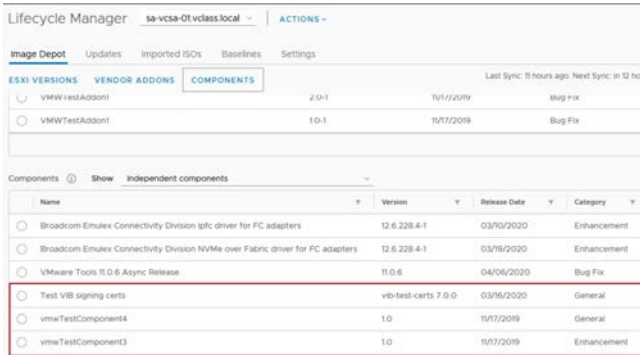 Lifecycle Manager sa-vcsa-01.vclass.local ACTIONS
Image Depot Updates Imported ISOs Baselines Settings
ESXI VERSIONS VENDOR ADDONS COMPONENTS Last Sync: 11 hours ago. Next Sync: in 12 ho
VMWTestAddon1 2.0-1 11/17/2019 Bug Fix
VMWTestAddon1 1.0-1 11/17/2019 Bug Fix
Components Show Independent components
Name Version Release Date Category
Broadcom Emulex Connectivity Division lpfc driver for FC adapters 12.6.228.4-1 03/10/2020 Enhancement
Broadcom Emulex Connectivity Division NVMe over Fabric driver for FC adapters 12.6.228.4-1 03/19/2020 Enhancement
VMware Tools 11.0.6 Async Release 11.0.6 04/06/2020 Bug Fix
Test VIB signing certs vib-test-certs 7.0.0 03/16/2020 General
vmwTestComponent4 1.0 11/17/2019 General
vmwTestComponent3 1.0 11/17/2019 Enhancement